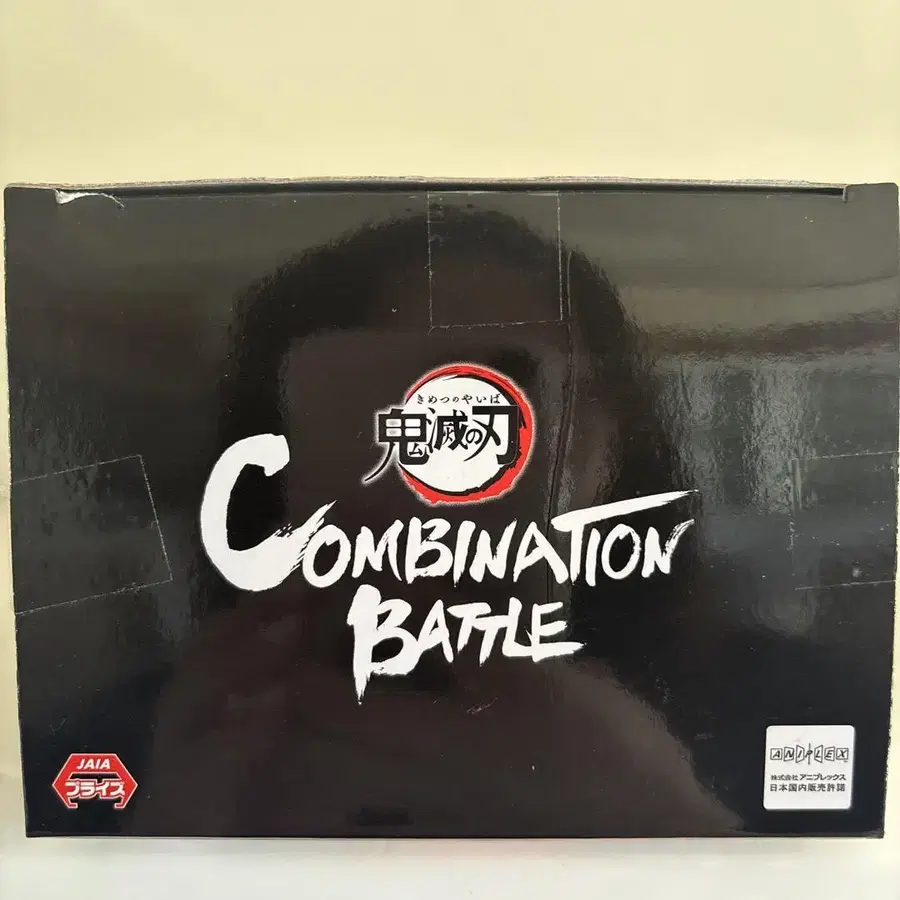 きめつのやいば
鬼滅の刃
COMBINATION
BATTLE
JAIA
プライズ
ANIPLEX
株式会社アニプレックス
日本国内販売許諾